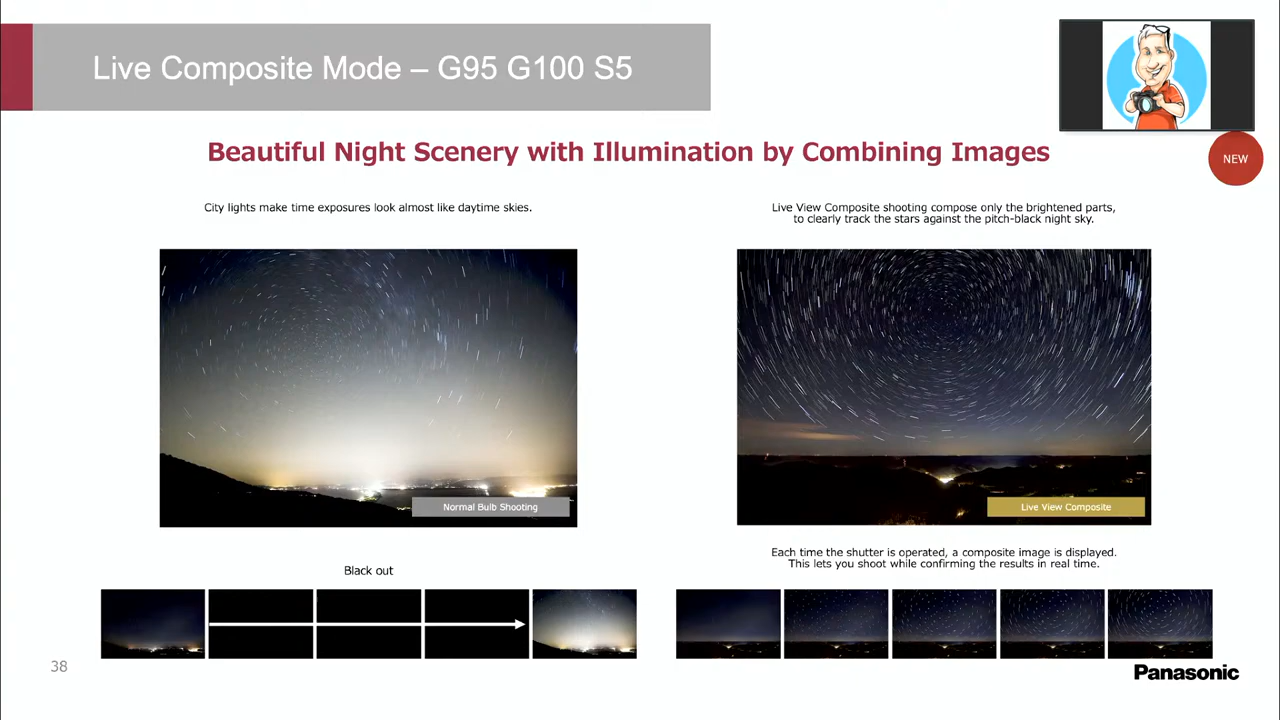 Live Composite Mode – G95 G100 S5
Beautiful Night Scenery with Illumination by Combining Images
NEW
City lights make time exposures look almost like daytime skies.
Live View Composite shooting compose only the brightened parts,
to clearly track the stars against the pitch-black night sky.
Normal Bulb Shooting
Live View Composite
Black out
Each time the shutter is operated, a composite image is displayed.
This lets you shoot while confirming the results in real time.
38
Panasonic